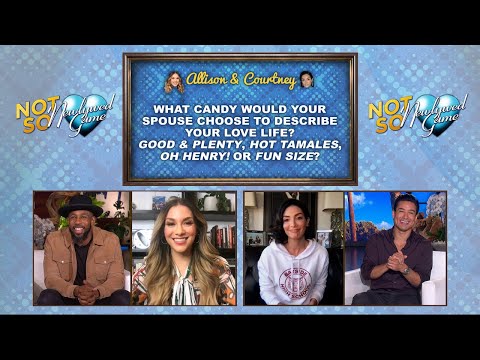 Allison & Courtney
NOT
SO
Newlywed
Game
WHAT CANDY WOULD YOUR
SPOUSE CHOOSE TO DESCRIBE
YOUR LOVE LIFE?
GOOD & PLENTY, HOT TAMALES,
OH HENRY! OR FUN SIZE?
NOT
SO
Newlywed
Game